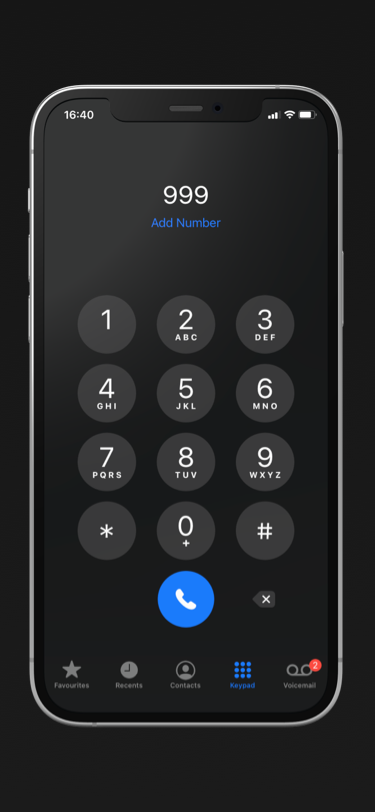 16:40
999
Add Number
1 2 3
ABC DEF
4 5 6
GHI JKL MNO
7 8 9
PQRS TUV WXYZ
* 0 #
+
2
Favourites Recents Contacts Keypad Voicemail